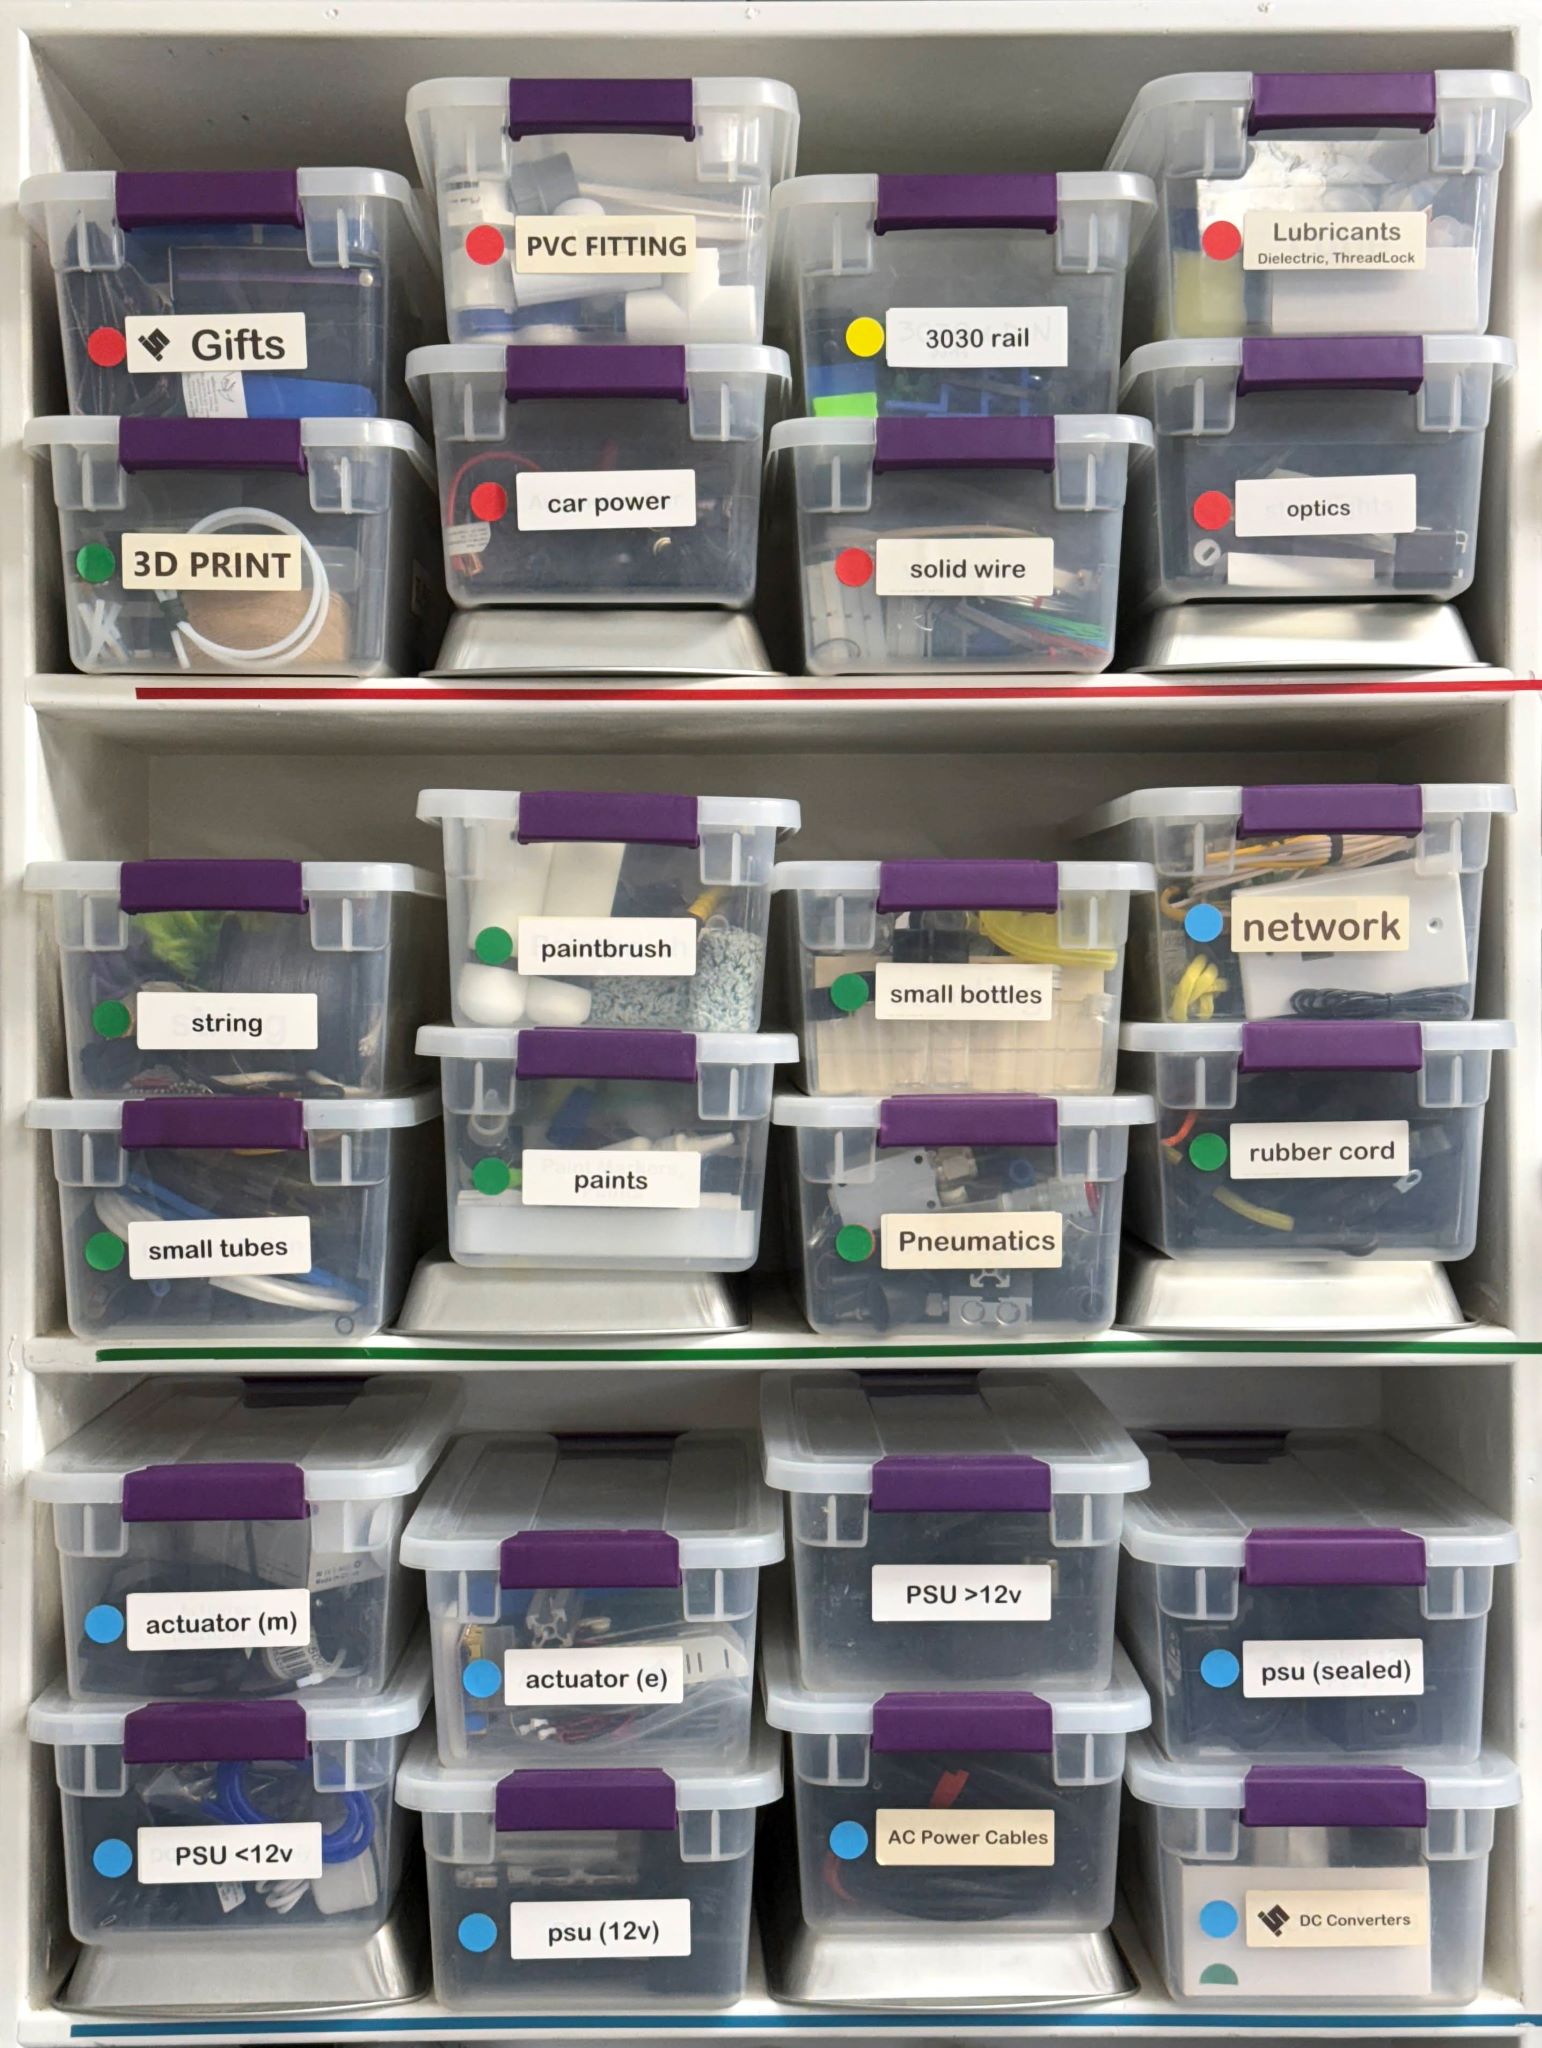 Gifts
PVC FITTING
3030 rail
Lubricants
Dielectric, ThreadLock
3D PRINT
car power
solid wire
optics
string
paintbrush
small bottles
network
small tubes
paints
Pneumatics
rubber cord
actuator (m)
actuator (e)
PSU >12v
psu (sealed)
PSU <12v
psu (12v)
AC Power Cables
DC Converters